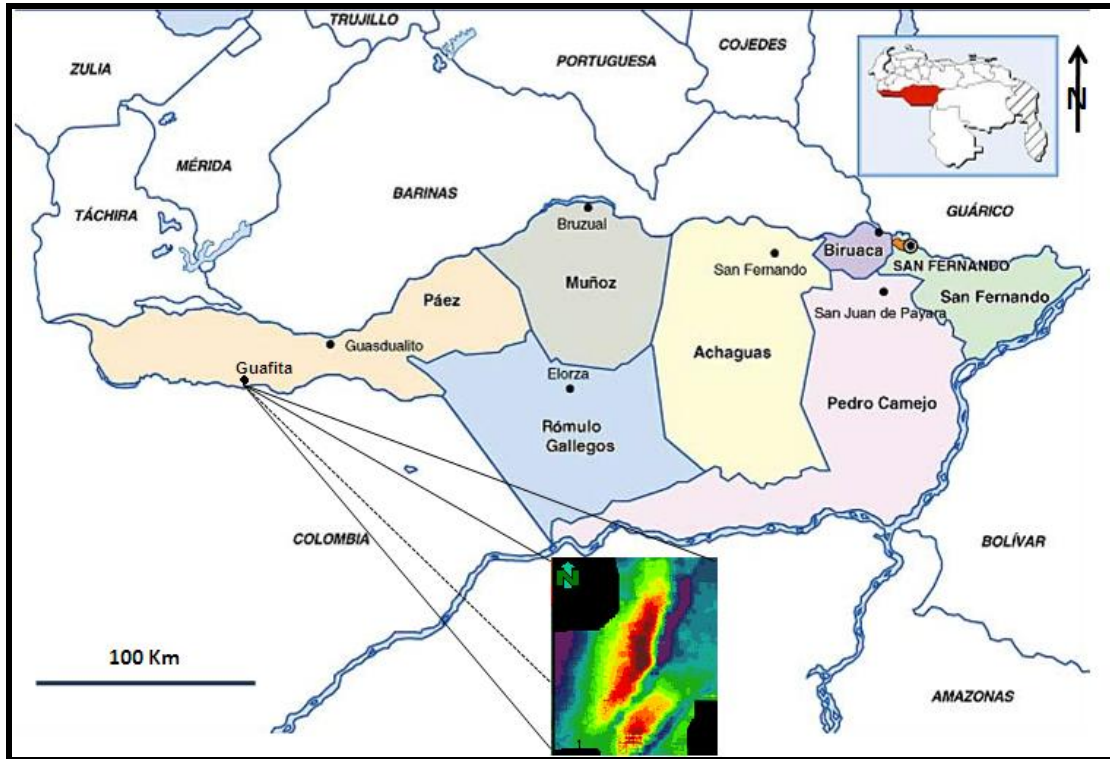 TRUJILLO
COJEDES
ZULIA
PORTUGUESA
N
MÉRIDA
BARINAS
TÁCHIRA
GUÁRICO
Bruzual
Biruaca
SAN FERNANDO
San Fernando
Muñoz
San Fernando
Páez
San Juan de Payara
Guasdualito
Achaguas
Guafita
Elorza
Pedro Camejo
Rómulo
Gallegos
COLOMBIA
BOLÍVAR
N
100 Km
AMAZONAS